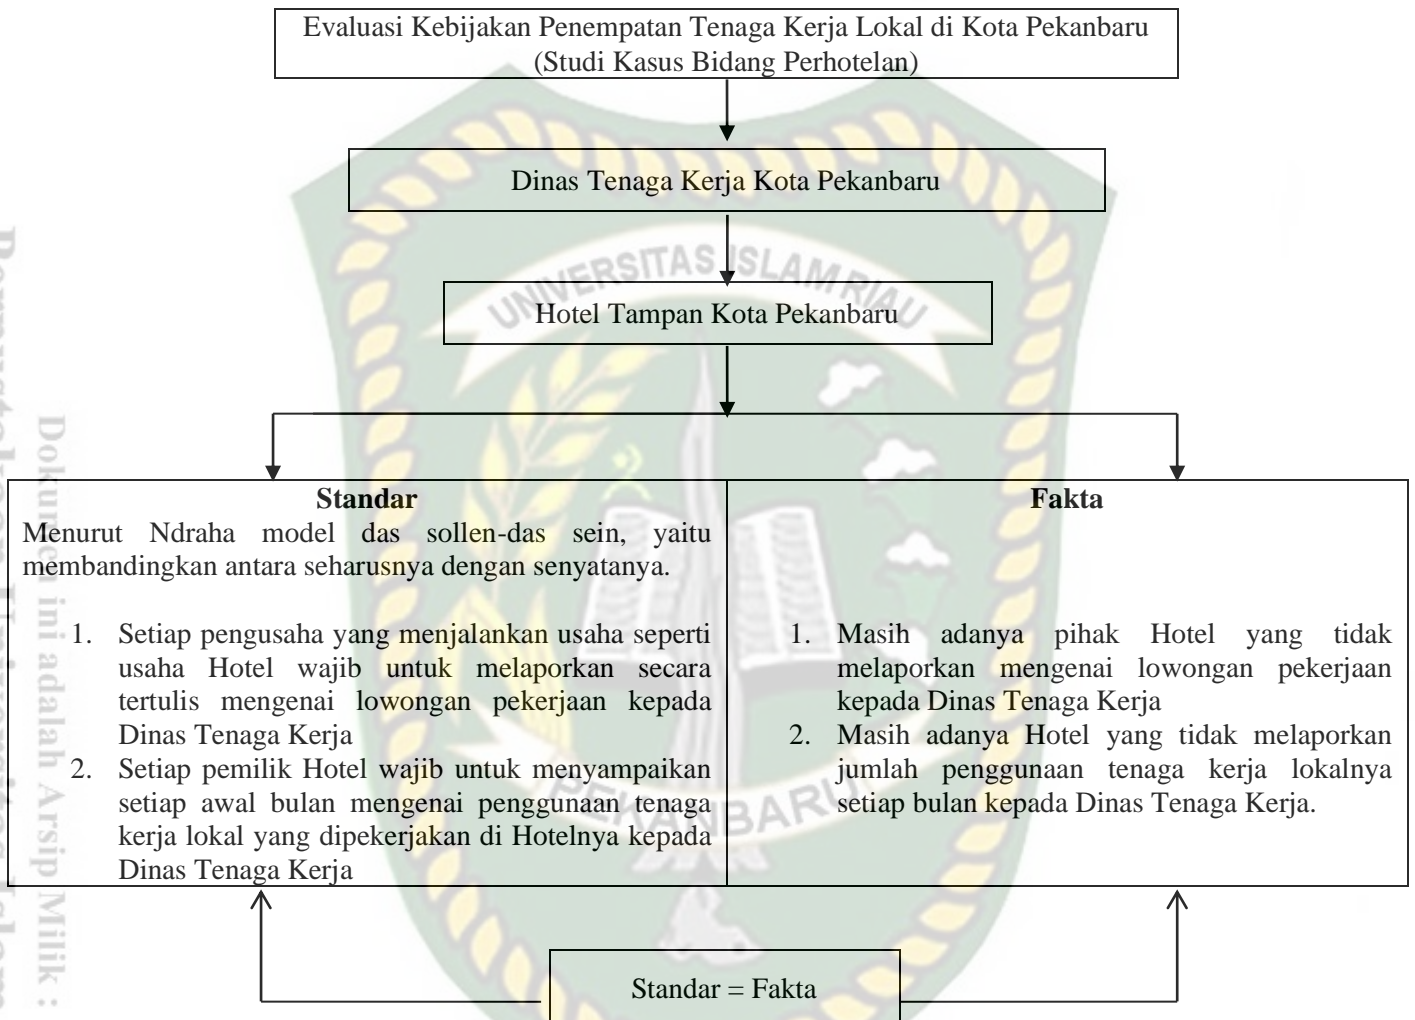 Evaluasi Kebijakan Penempatan Tenaga Kerja Lokal di Kota Pekanbaru
(Studi Kasus Bidang Perhotelan)
Dinas Tenaga Kerja Kota Pekanbaru
UNIVERSITAS ISLAM RIAU
Hotel Tampan Kota Pekanbaru
Standar
Menurut Ndraha model das sollen-das sein, yaitu
membandingkan antara seharusnya dengan senyatanya.
1. Setiap pengusaha yang menjalankan usaha seperti
usaha Hotel wajib untuk melaporkan secara
tertulis mengenai lowongan pekerjaan kepada
Dinas Tenaga Kerja
2. Setiap pemilik Hotel wajib untuk menyampaikan
setiap awal bulan mengenai penggunaan tenaga
kerja lokal yang dipekerjakan di Hotelnya kepada
Dinas Tenaga Kerja
Fakta
1. Masih adanya pihak Hotel yang tidak
melaporkan mengenai lowongan pekerjaan
kepada Dinas Tenaga Kerja
2. Masih adanya Hotel yang tidak melaporkan
jumlah penggunaan tenaga kerja lokalnya
setiap bulan kepada Dinas Tenaga Kerja.
PEKANBARU
Standar = Fakta
Dokumen ini adalah Arsip Milik :
Perpustakaan Universitas Islam